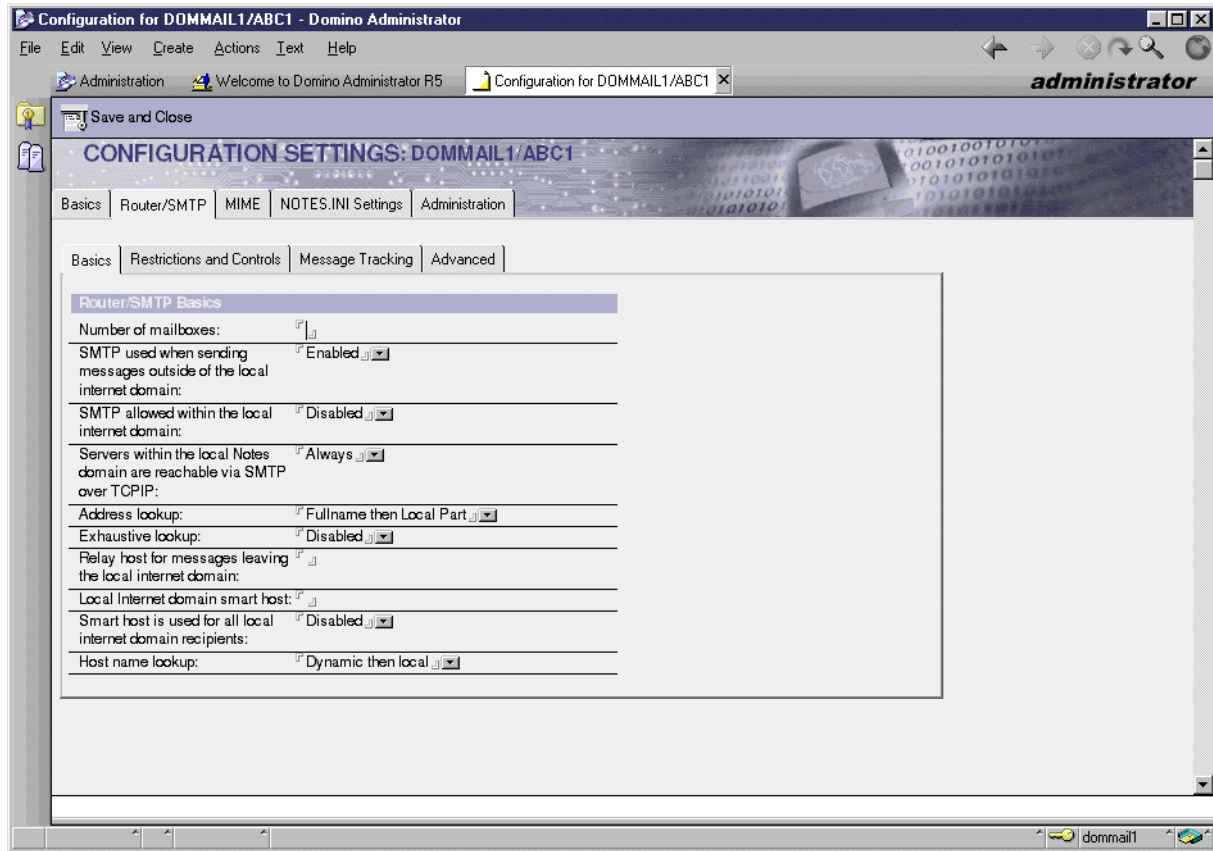 Configuration for DOMMAIL1/ABC1 - Domino Administrator
File Edit View Create Actions Text Help
Administration Welcome to Domino Administrator R5 Configuration for DOMMAIL1/ABC1 administrator
Save and Close
CONFIGURATION SETTINGS: DOMMAIL1/ABC1
Basics Router/SMTP MIME NOTES.INI Settings Administration
Basics Restrictions and Controls Message Tracking Advanced
Router/SMTP Basics
Number of mailboxes:
SMTP used when sending Enabled
messages outside of the local
internet domain:
SMTP allowed within the local Disabled
internet domain:
Servers within the local Notes Always
domain are reachable via SMTP
over TCPIP:
Address lookup: Fullname then Local Part
Exhaustive lookup: Disabled
Relay host for messages leaving
the local internet domain:
Local Internet domain smart host:
Smart host is used for all local Disabled
internet domain recipients:
Host name lookup: Dynamic then local
dommail1